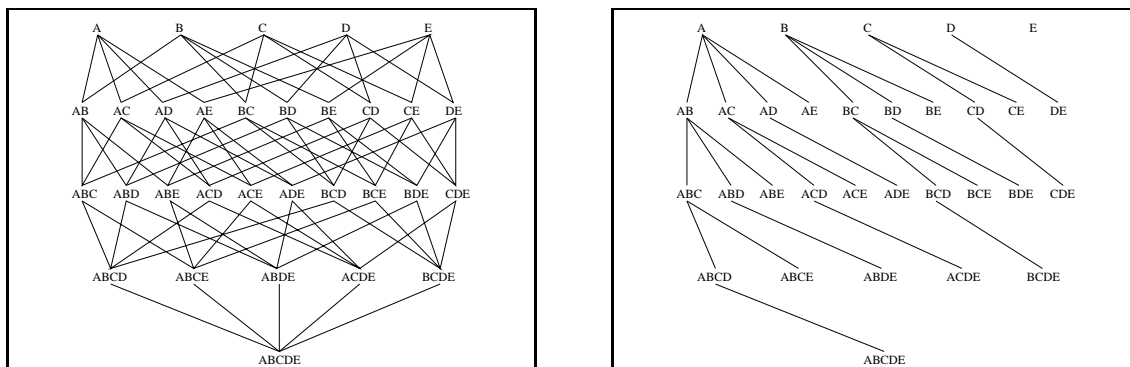 A B C D E
AB AC AD AE BC BD BE CD CE DE
ABC ABD ABE ACD ACE ADE BCD BCE BDE CDE
ABCD ABCE ABDE ACDE BCDE
ABCDE
A B C D E
AB AC AD AE BC BD BE CD CE DE
ABC ABD ABE ACD ACE ADE BCD BCE BDE CDE
ABCD ABCE ABDE ACDE BCDE
ABCDE